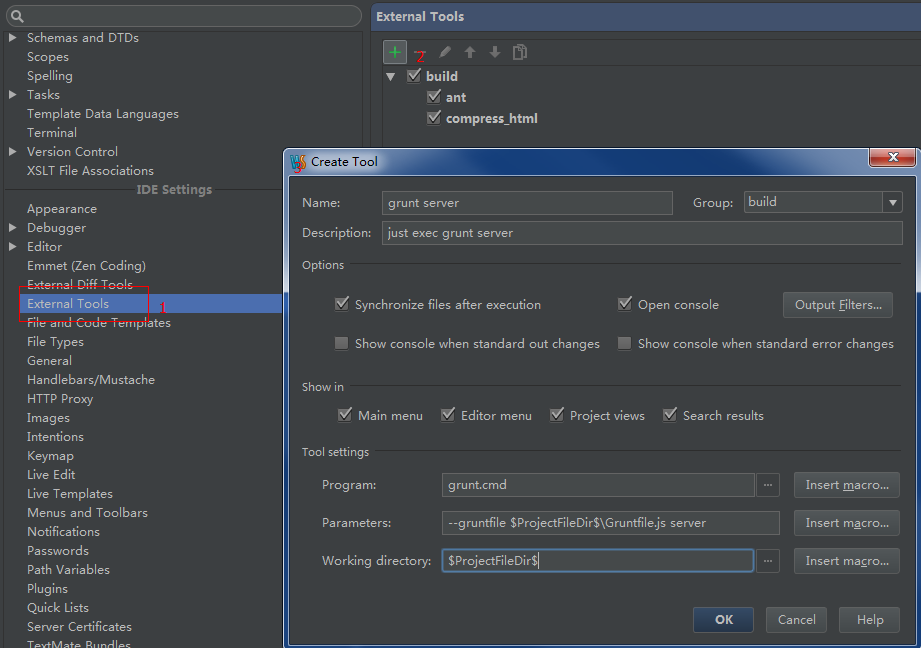 Schemas and DTDs
Scopes
Spelling
Tasks
Template Data Languages
Terminal
Version Control
XSLT File Associations
IDE Settings
Appearance
Debugger
Editor
Emmet (Zen Coding)
External Diff Tools
External Tools 1
File and Code Templates
File Types
General
Handlebars/Mustache
HTTP Proxy
Images
Intentions
Keymap
Live Edit
Live Templates
Menus and Toolbars
Notifications
Passwords
Path Variables
Plugins
Quick Lists
Server Certificates
TextMate Bundles
External Tools
2
build
ant
compress_html
WS Create Tool
3
Name: grunt server Group: build
Description: just exec grunt server
Options
Synchronize files after execution Open console Output Filters...
Show console when standard out changes Show console when standard error changes
Show in
Main menu Editor menu Project views Search results
Tool settings
Program: grunt.cmd ... Insert macro...
Parameters: --gruntfile $ProjectFileDir$\Gruntfile.js server Insert macro...
Working directory: $ProjectFileDir$ ... Insert macro...
OK Cancel Help